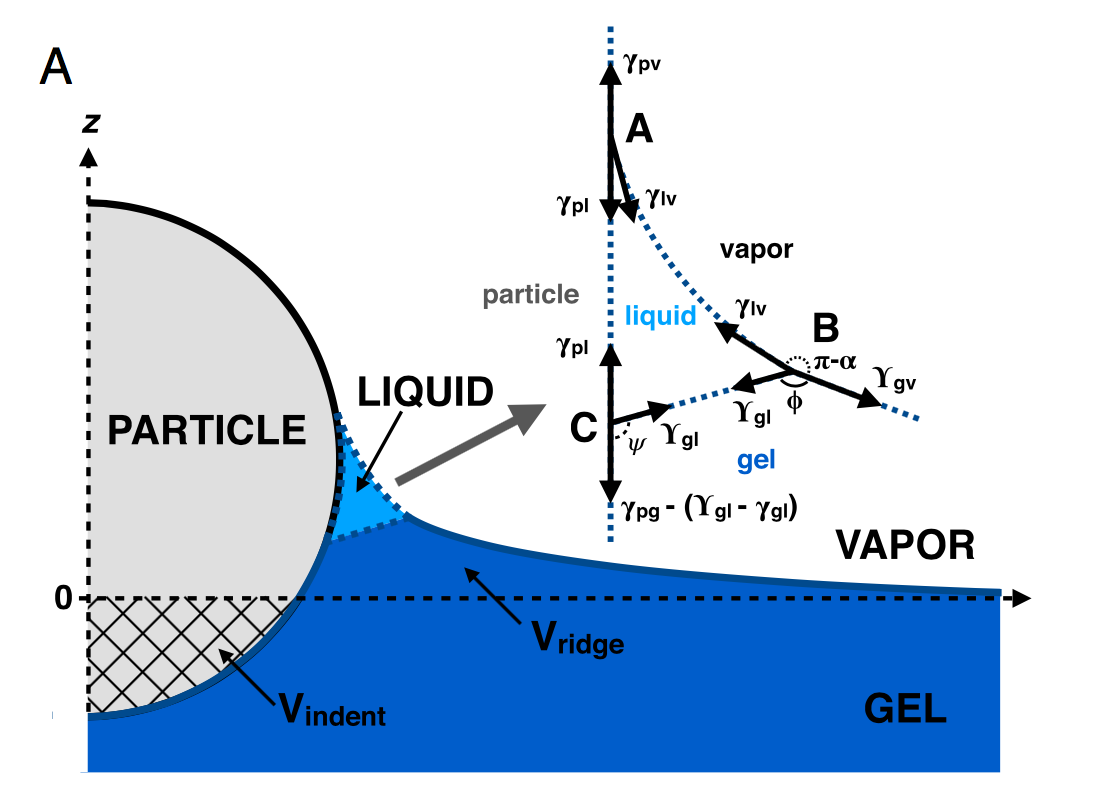 A
z
γpv
A
γpl
γlv
vapor
particle
liquid
γlv
B
γpl
π-α
ϒgv
LIQUID
ϒgl
ϕ
PARTICLE
C
ψ
ϒgl
gel
γpg - (ϒgl - γgl)
VAPOR
0
Vridge
Vindent
GEL